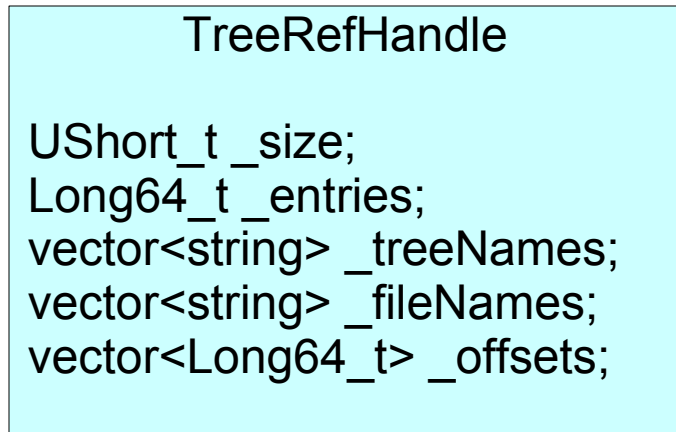 TreeRefHandle
UShort_t _size;
Long64_t _entries;
vector<string> _treeNames;
vector<string> _fileNames;
vector<Long64_t> _offsets;